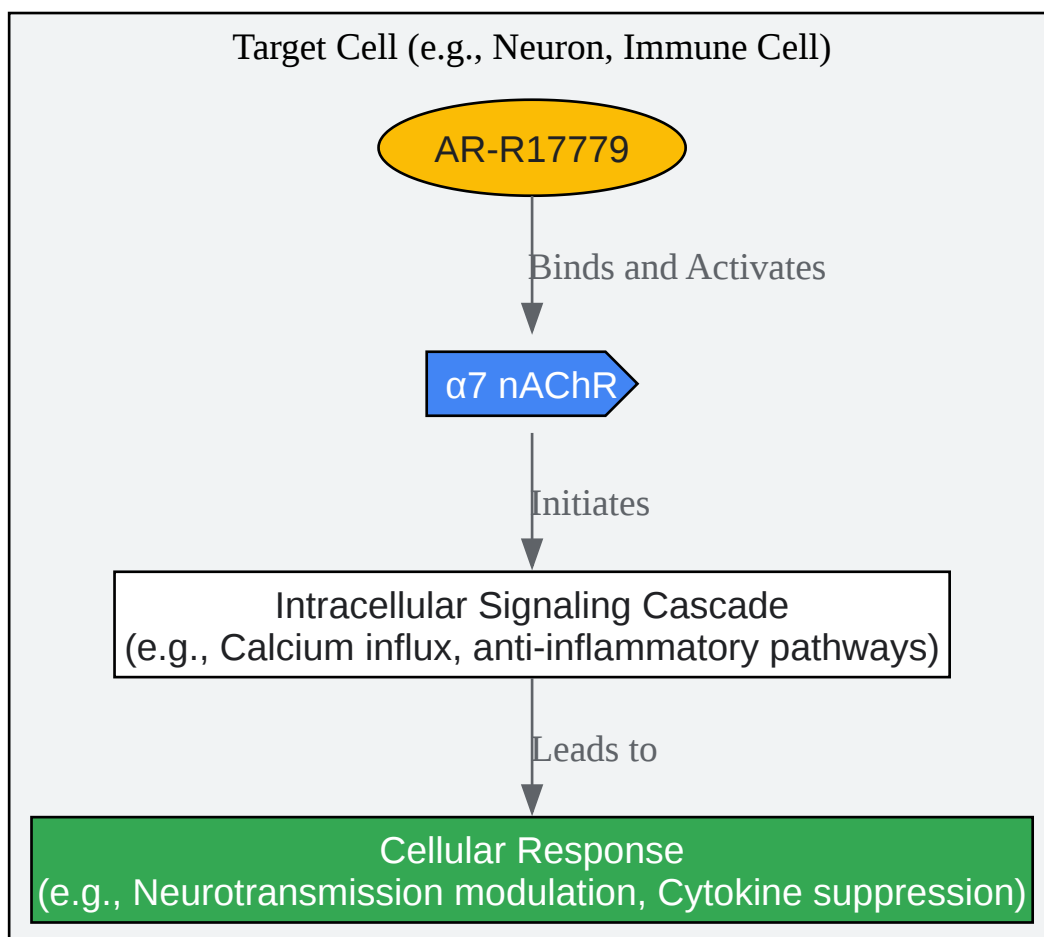 Target Cell (e.g., Neuron, Immune Cell)
AR-R17779
Binds and Activates
α7 nAChR
Initiates
Intracellular Signaling Cascade
(e.g., Calcium influx, anti-inflammatory pathways)
Leads to
Cellular Response
(e.g., Neurotransmission modulation, Cytokine suppression)